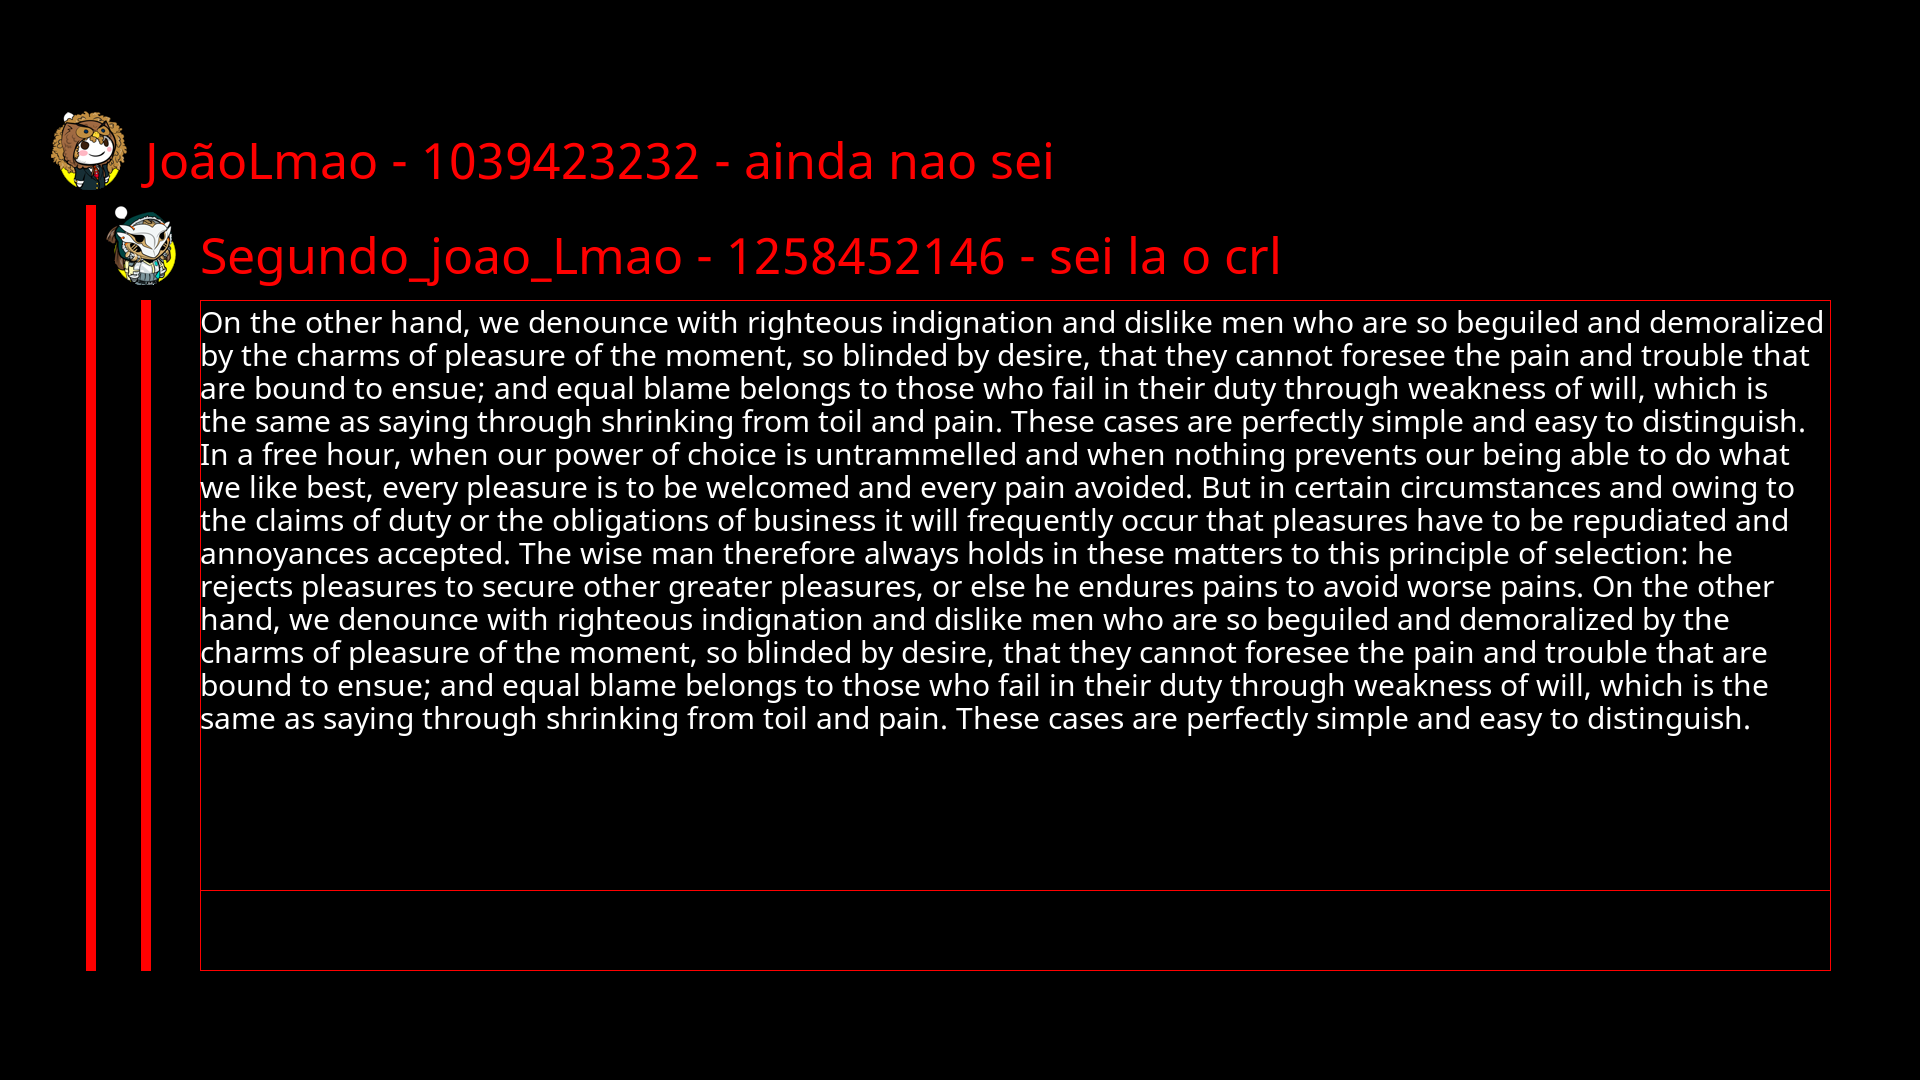 JoãoLmao - 1039423232 - ainda nao sei
Segundo_joao_Lmao - 1258452146 - sei la o crl
On the other hand, we denounce with righteous indignation and dislike men who are so beguiled and demoralized
by the charms of pleasure of the moment, so blinded by desire, that they cannot foresee the pain and trouble that
are bound to ensue; and equal blame belongs to those who fail in their duty through weakness of will, which is
the same as saying through shrinking from toil and pain. These cases are perfectly simple and easy to distinguish.
In a free hour, when our power of choice is untrammelled and when nothing prevents our being able to do what
we like best, every pleasure is to be welcomed and every pain avoided. But in certain circumstances and owing to
the claims of duty or the obligations of business it will frequently occur that pleasures have to be repudiated and
annoyances accepted. The wise man therefore always holds in these matters to this principle of selection: he
rejects pleasures to secure other greater pleasures, or else he endures pains to avoid worse pains. On the other
hand, we denounce with righteous indignation and dislike men who are so beguiled and demoralized by the
charms of pleasure of the moment, so blinded by desire, that they cannot foresee the pain and trouble that are
bound to ensue; and equal blame belongs to those who fail in their duty through weakness of will, which is the
same as saying through shrinking from toil and pain. These cases are perfectly simple and easy to distinguish.